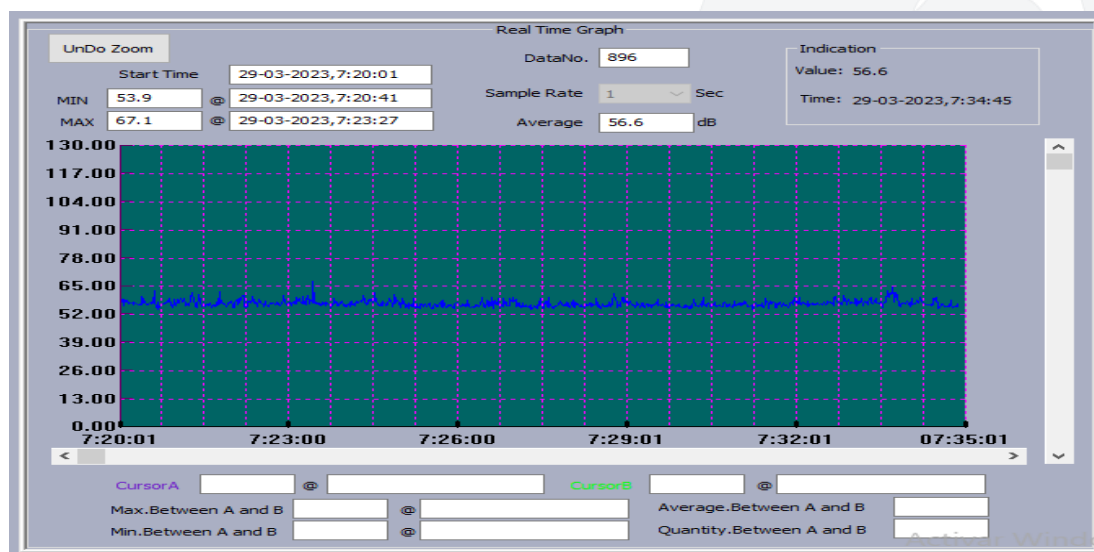 Real Time Graph
UnDo Zoom
DataNo. 896
Indication
Value: 56.6
Time: 29-03-2023,7:34:45
Start Time 29-03-2023,7:20:01
MIN 53.9 @ 29-03-2023,7:20:41
Sample Rate 1 Sec
MAX 67.1 @ 29-03-2023,7:23:27
Average 56.6 dB
130.00
117.00
104.00
91.00
78.00
65.00
52.00
39.00
26.00
13.00
0.00
7:20:01 7:23:00 7:26:00 7:29:01 7:32:01 07:35:01
CursorA @ CursorB @
Max.Between A and B @ Average.Between A and B
Min.Between A and B @ Quantity.Between A and B
Activar Windo